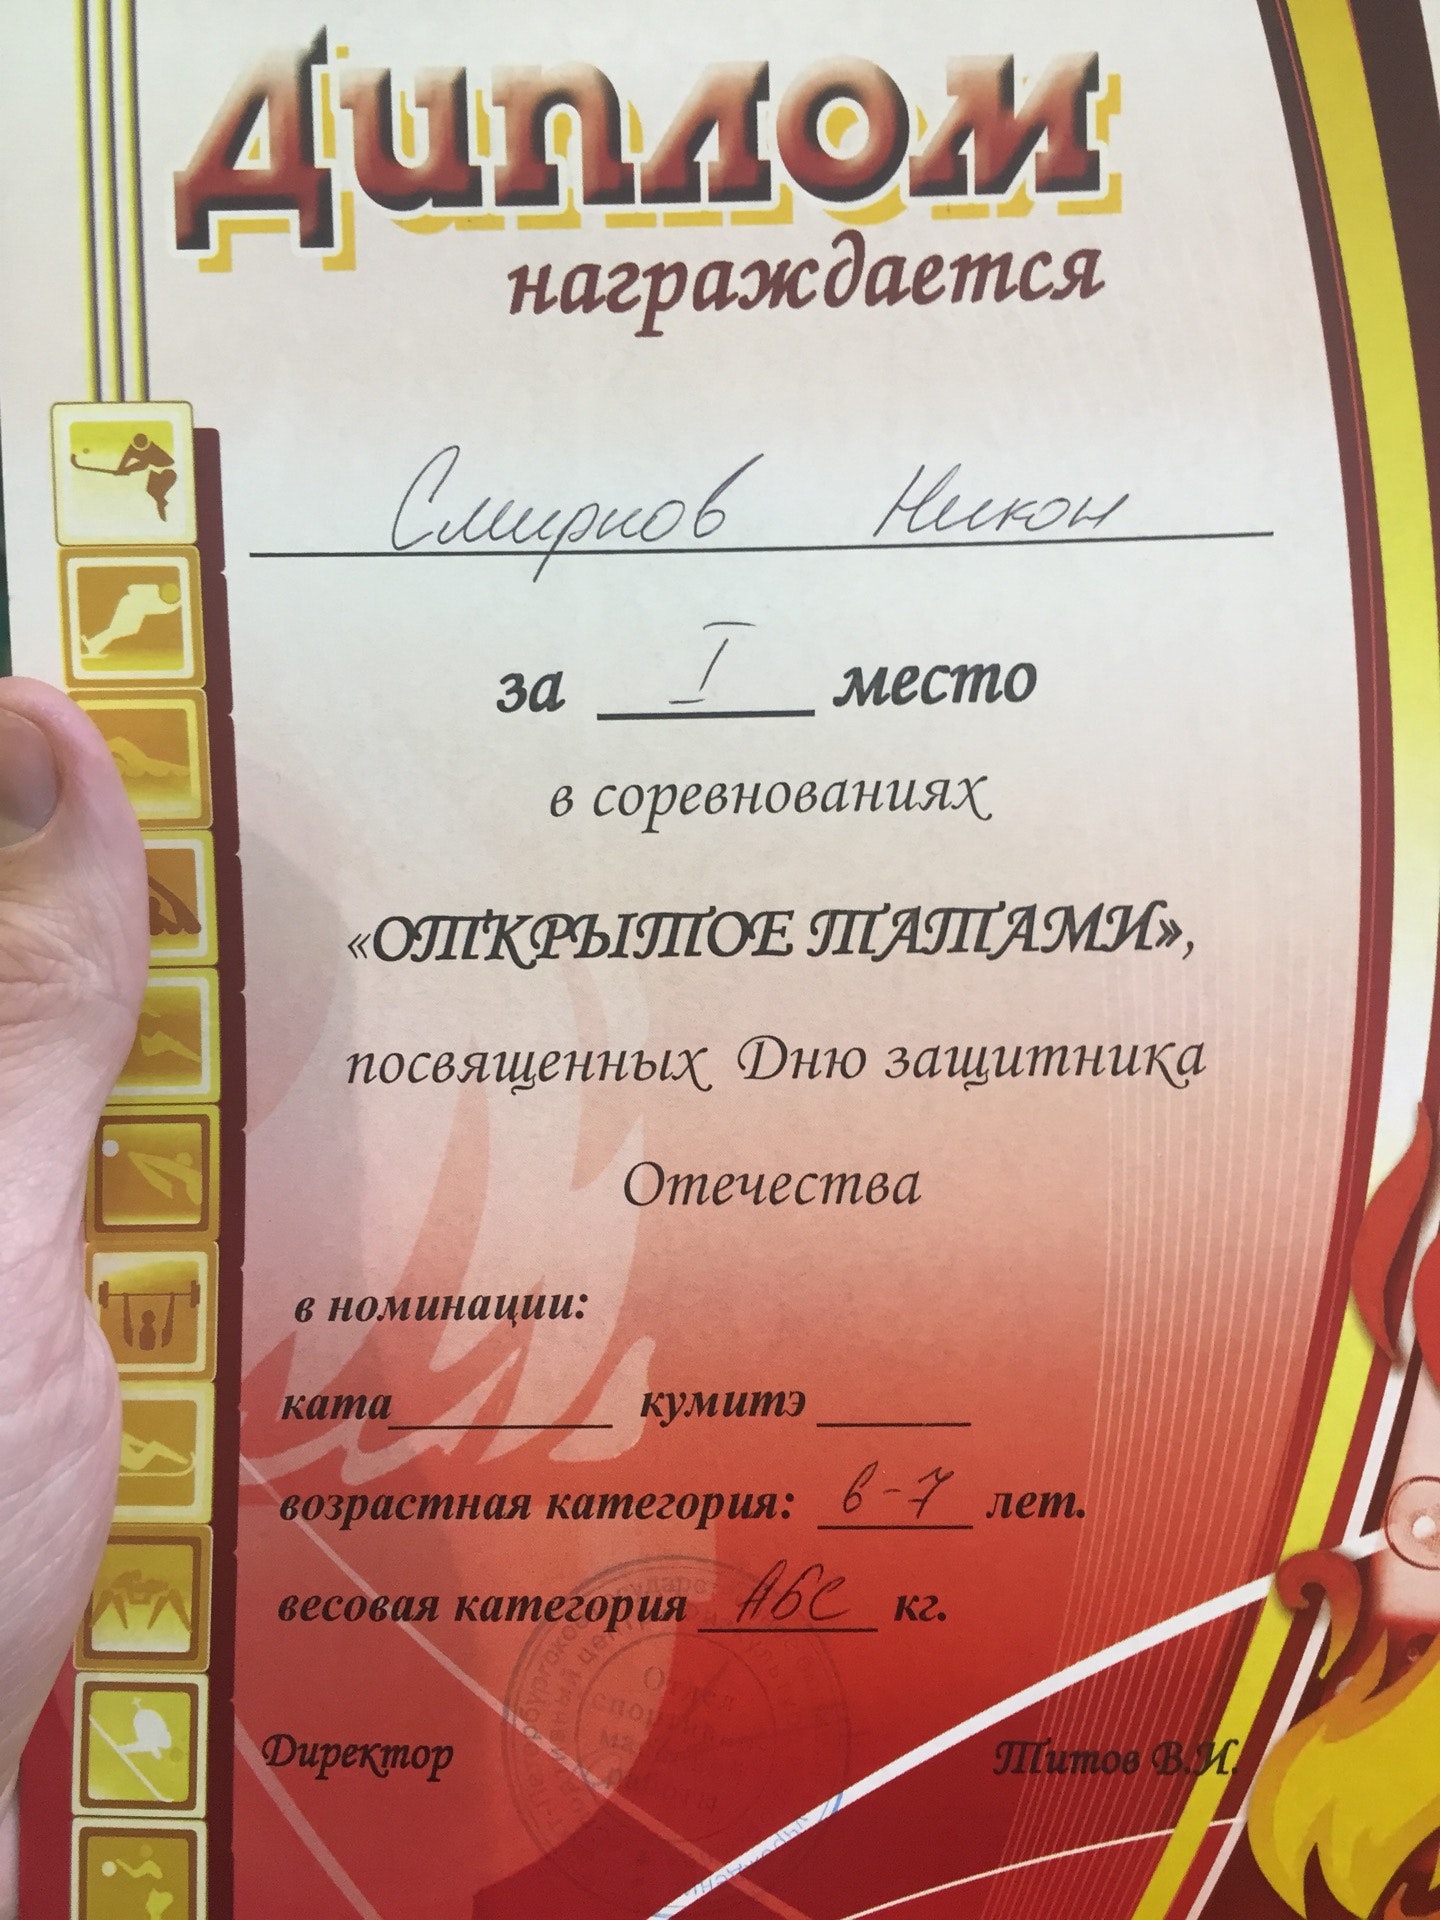 Диплом
награждается
Смирнов Никон
за I место
в соревнованиях
«ОТКРЫТОЕ ТАТАМИ»,
посвященных Дню защитника
Отечества
в номинации:
ката кумитэ
возрастная категория: 6-7 лет.
весовая категория АБС кг.
Отдел
Директор Титов В.И.